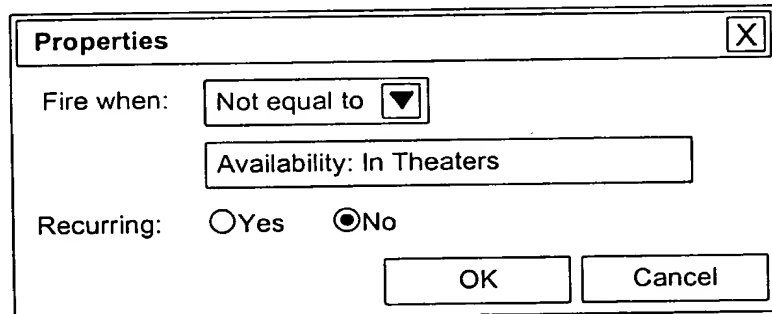 Properties X
Fire when: Not equal to
Availability: In Theaters
Recurring: Yes No
OK Cancel